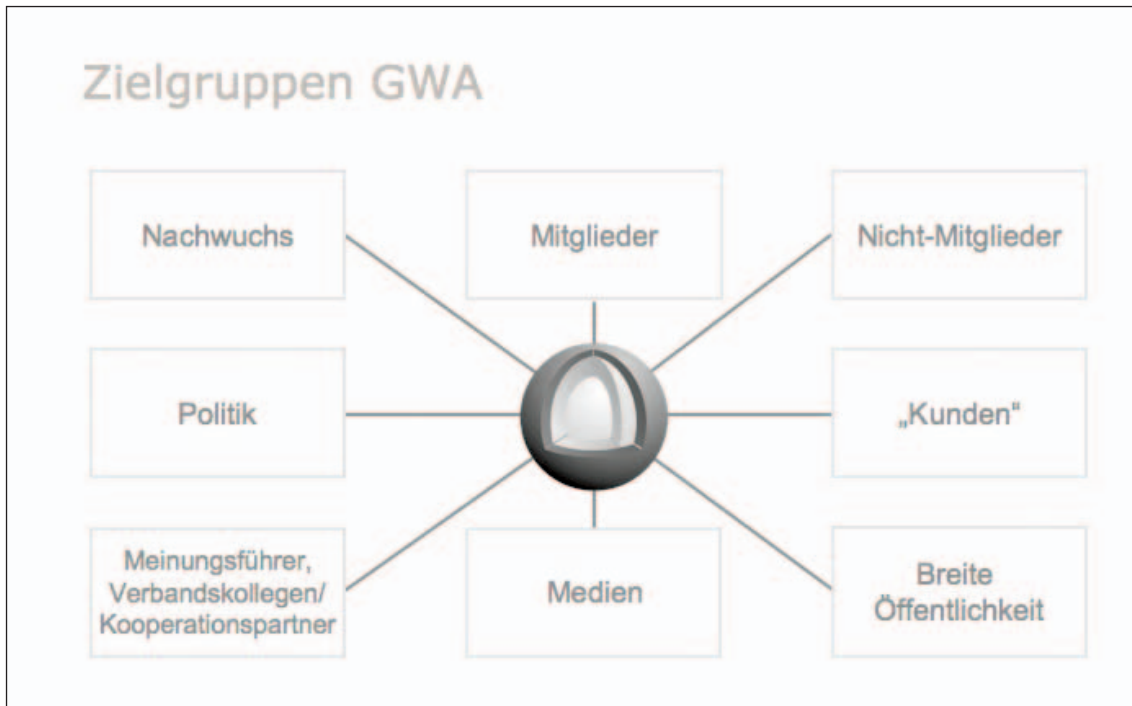 Zielgruppen GWA
Nachwuchs
Mitglieder
Nicht-Mitglieder
Politik
„Kunden“
Meinungsführer,
Verbandskollegen/
Kooperationspartner
Medien
Breite
Öffentlichkeit